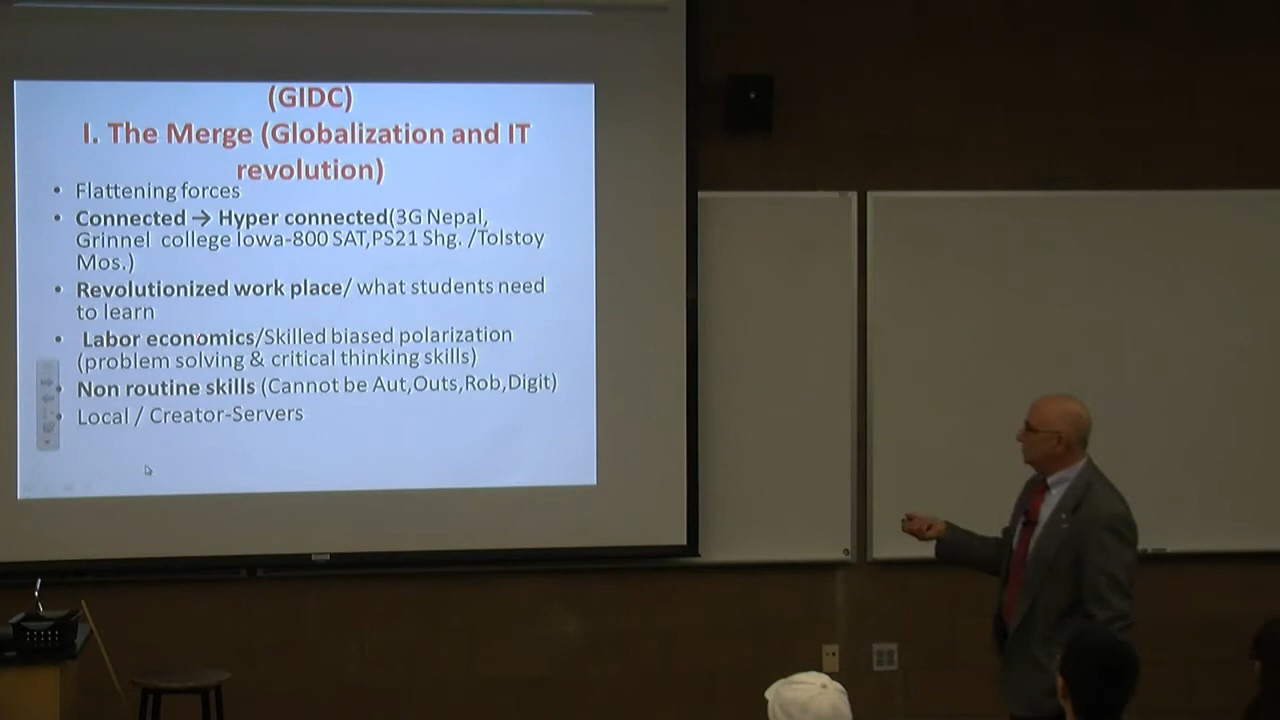 (GIDC)
I. The Merge (Globalization and IT
revolution)
• Flattening forces
• Connected → Hyper connected(3G Nepal,
Grinnel college Iowa-800 SAT,PS21 Shg. /Tolstoy
Mos.)
• Revolutionized work place/ what students need
to learn
• Labor economics/Skilled biased polarization
(problem solving & critical thinking skills)
• Non routine skills (Cannot be Aut,Outs,Rob,Digit)
• Local / Creator-Servers